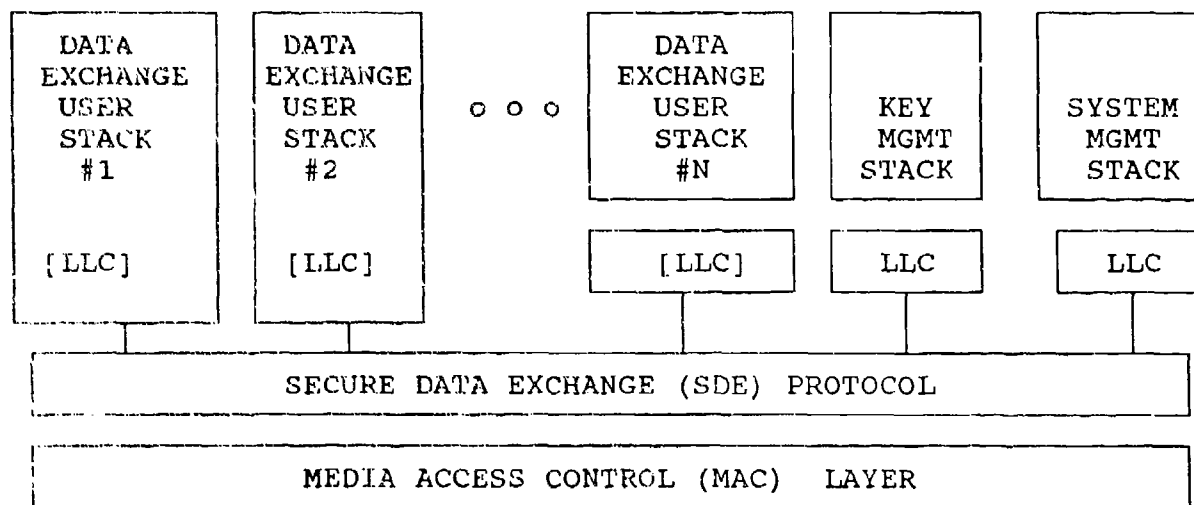 DATA
EXCHANGE
USER
STACK
#1
[LLC]
DATA
EXCHANGE
USER
STACK
#2
[LLC]
o o o
DATA
EXCHANGE
USER
STACK
#N
[LLC]
KEY
MGMT
STACK
LLC
SYSTEM
MGMT
STACK
LLC
SECURE DATA EXCHANGE (SDE) PROTOCOL
MEDIA ACCESS CONTROL (MAC) LAYER